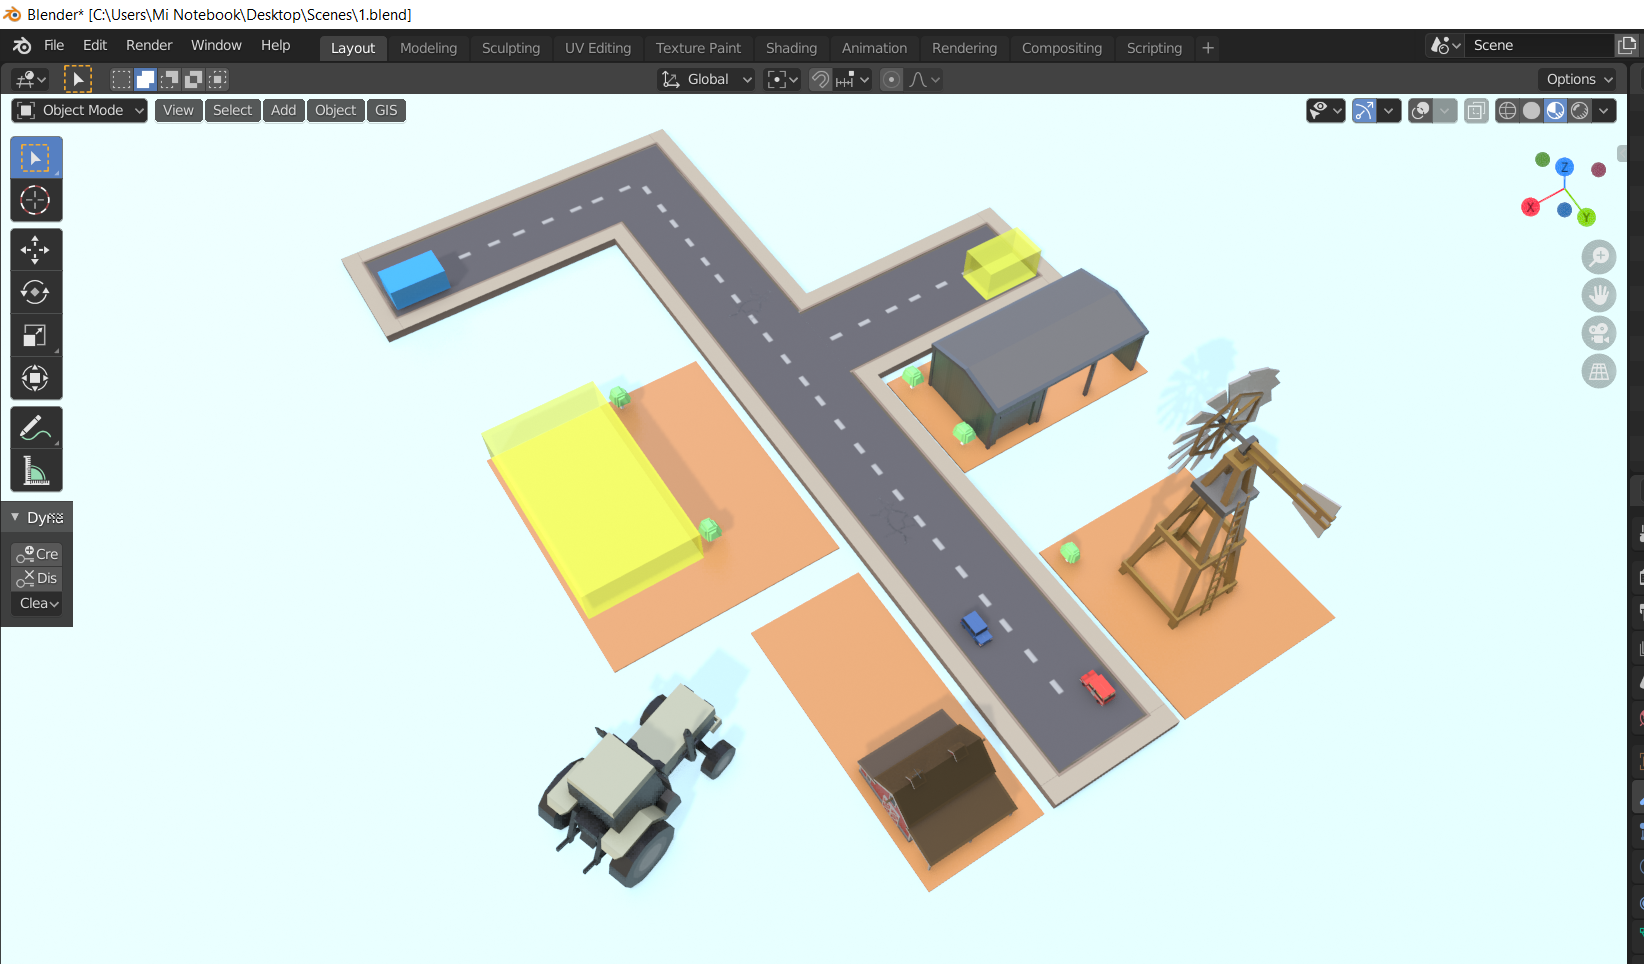 Blender* [C:\Users\Mi Notebook\Desktop\Scenes\1.blend]
File Edit Render Window Help Layout Modeling Sculpting UV Editing Texture Paint Shading Animation Rendering Compositing Scripting + Scene
Global Options
Object Mode View Select Add Object GIS
Z
X
Y
Cre
Dis
Clea